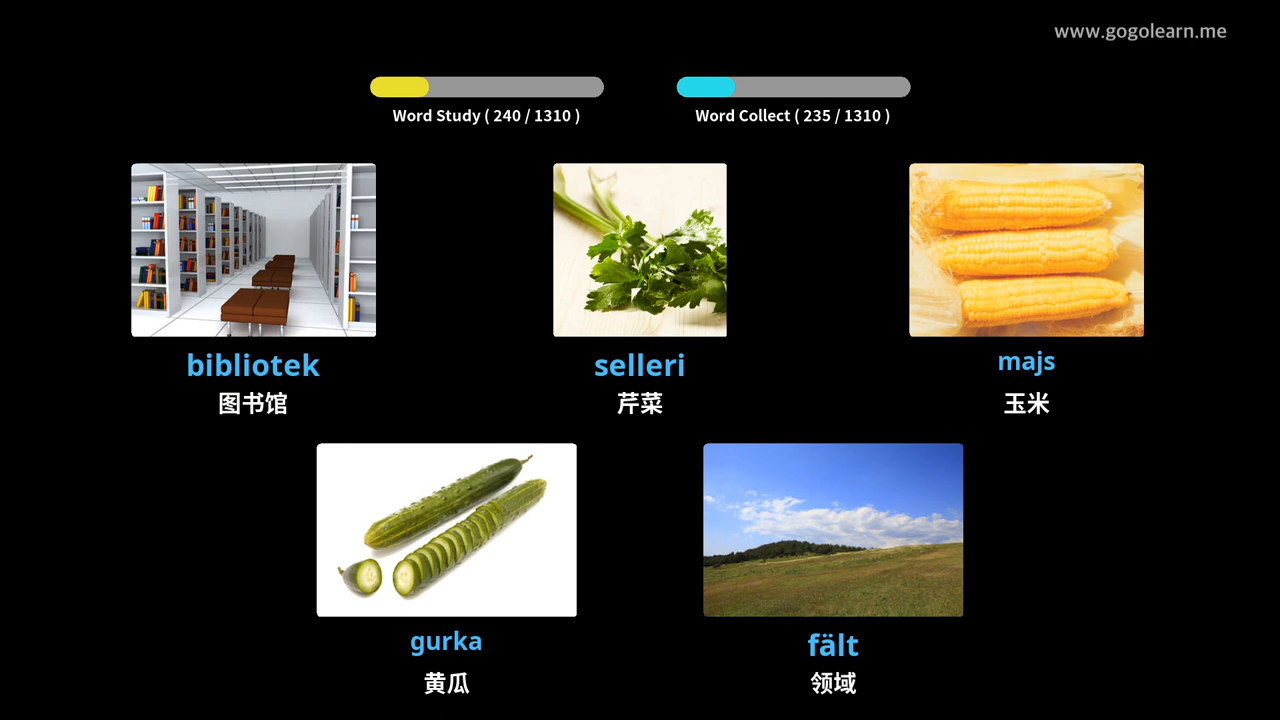 www.gogolearn.me
Word Study ( 240 / 1310 )
Word Collect ( 235 / 1310 )
bibliotek
图书馆
selleri
芹菜
majs
玉米
gurka
黄瓜
fält
领域